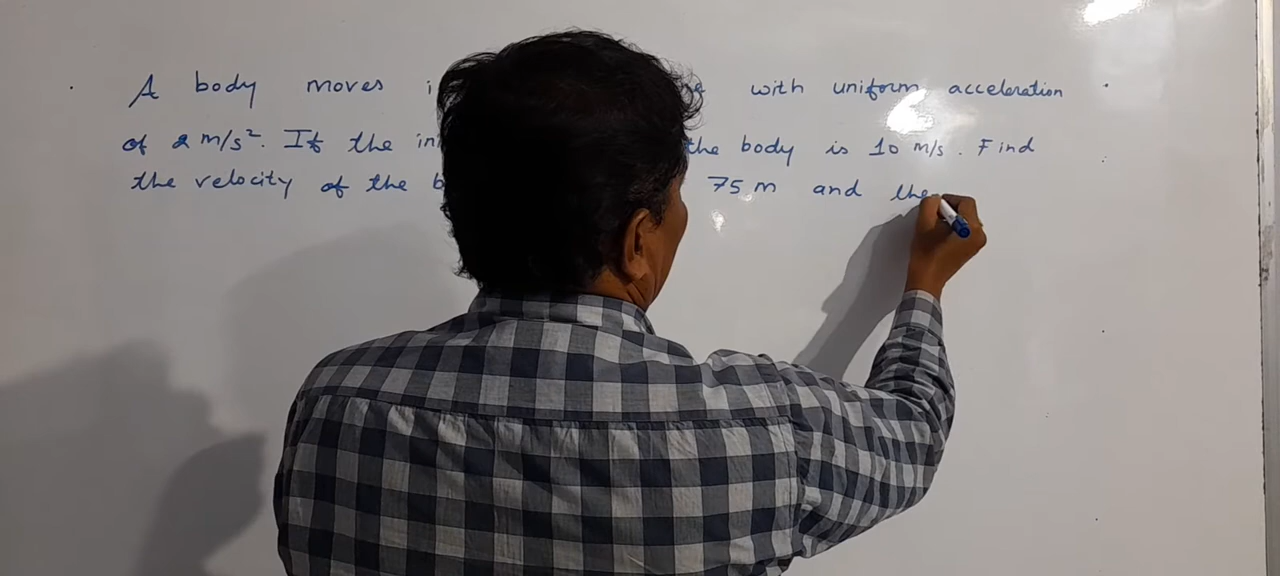 A body moves with uniform acceleration
of 2 m/s². If the the body is 10 m/s. Find
the velocity of the 75 m and the